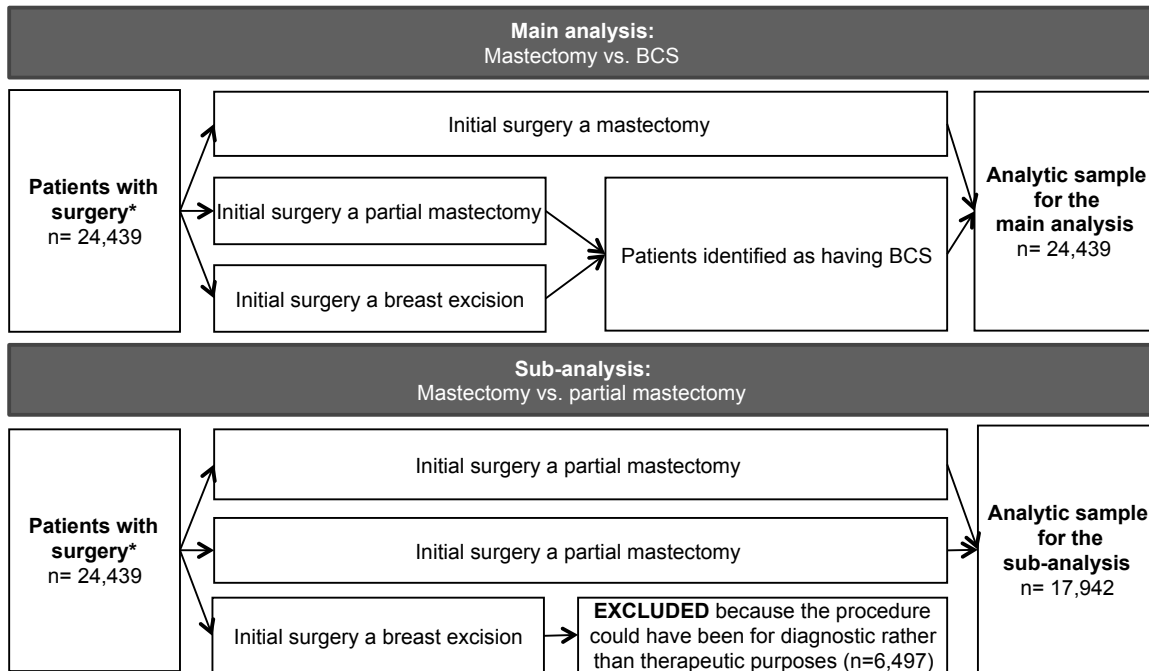 Main analysis:
Mastectomy vs. BCS
Patients with
surgery*
n= 24,439
Initial surgery a mastectomy
Initial surgery a partial mastectomy
Initial surgery a breast excision
Patients identified as having BCS
Analytic sample
for the
main analysis
n= 24,439
Sub-analysis:
Mastectomy vs. partial mastectomy
Patients with
surgery*
n= 24,439
Initial surgery a partial mastectomy
Initial surgery a partial mastectomy
Initial surgery a breast excision
EXCLUDED because the procedure
could have been for diagnostic rather
than therapeutic purposes (n=6,497)
Analytic sample
for the
sub-analysis
n= 17,942